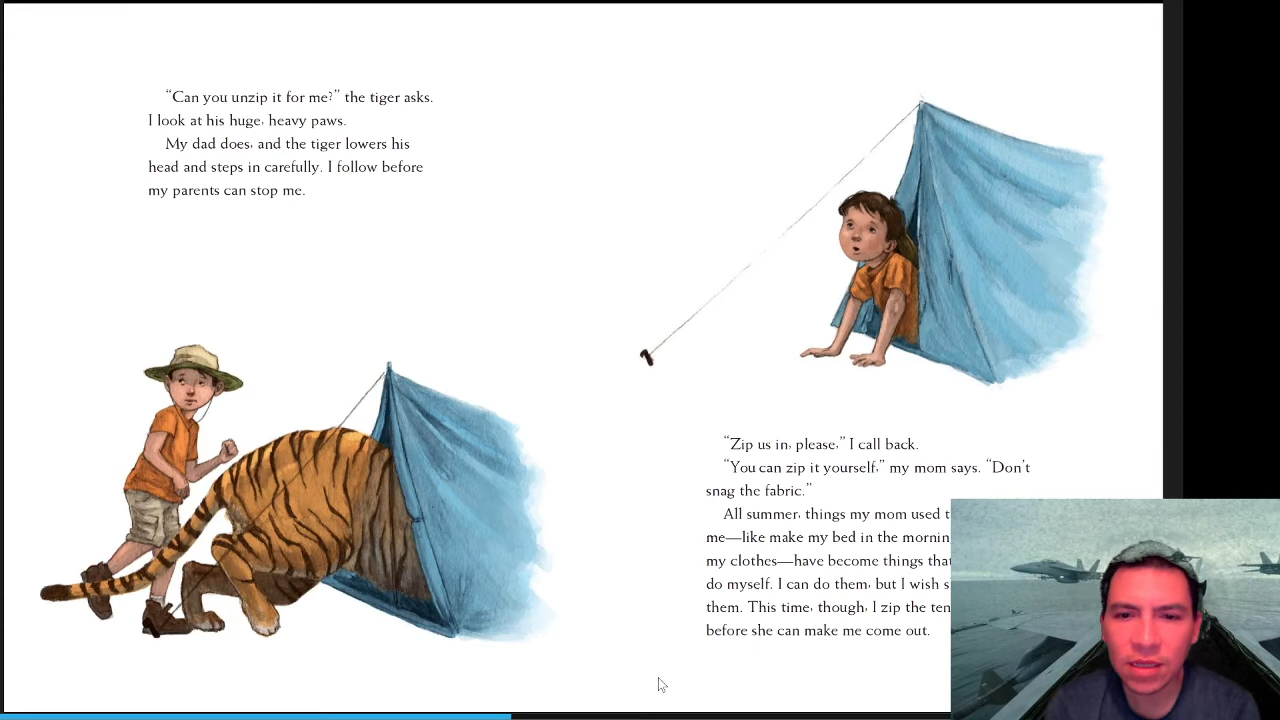 “Can you unzip it for me?” the tiger asks.
I look at his huge, heavy paws.
My dad does, and the tiger lowers his
head and steps in carefully. I follow before
my parents can stop me.
“Zip us in, please,” I call back.
“You can zip it yourself,” my mom says. “Don’t
snag the fabric.”
All summer, things my mom used
me—like make my bed in the
my clothes—have become things
do myself. I can do them, but I wish
them. This time, though, I zip the
before she can make me come out.